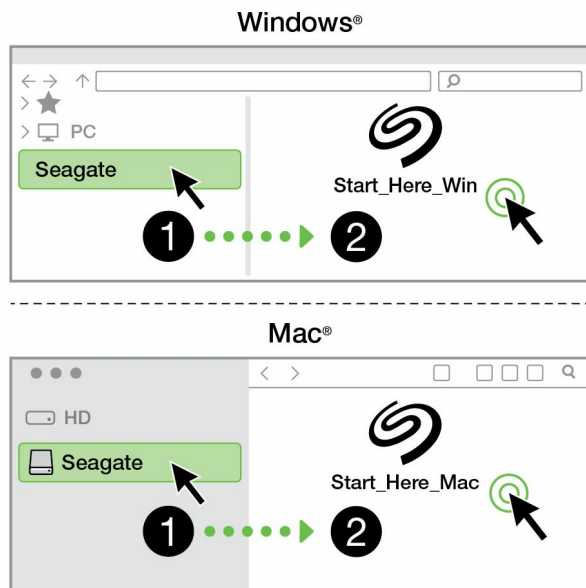 Windows®
PC
Seagate
Start_Here_Win
1
2
Mac®
HD
Seagate
Start_Here_Mac
1
2